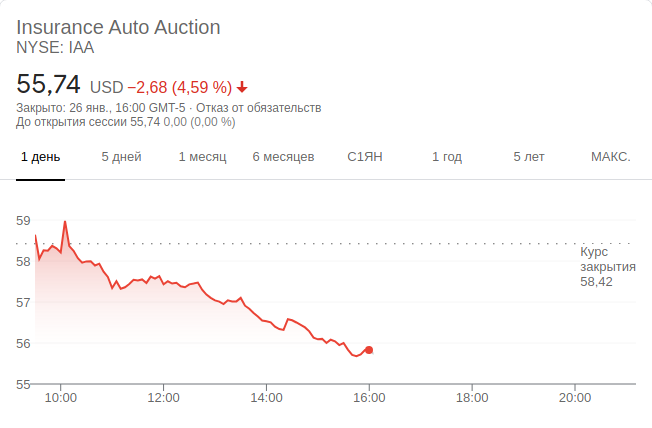 Insurance Auto Auction
NYSE: IAA
55,74 USD −2,68 (4,59 %)
Закрыто: 26 янв., 16:00 GMT-5 · Отказ от обязательств
До открытия сессии 55,74 0,00 (0,00 %)
1 день 5 дней 1 месяц 6 месяцев С1ЯН 1 год 5 лет МАКС.
59
Курс
58
закрытия
58,42
57
56
55
10:00 12:00 14:00 16:00 18:00 20:00